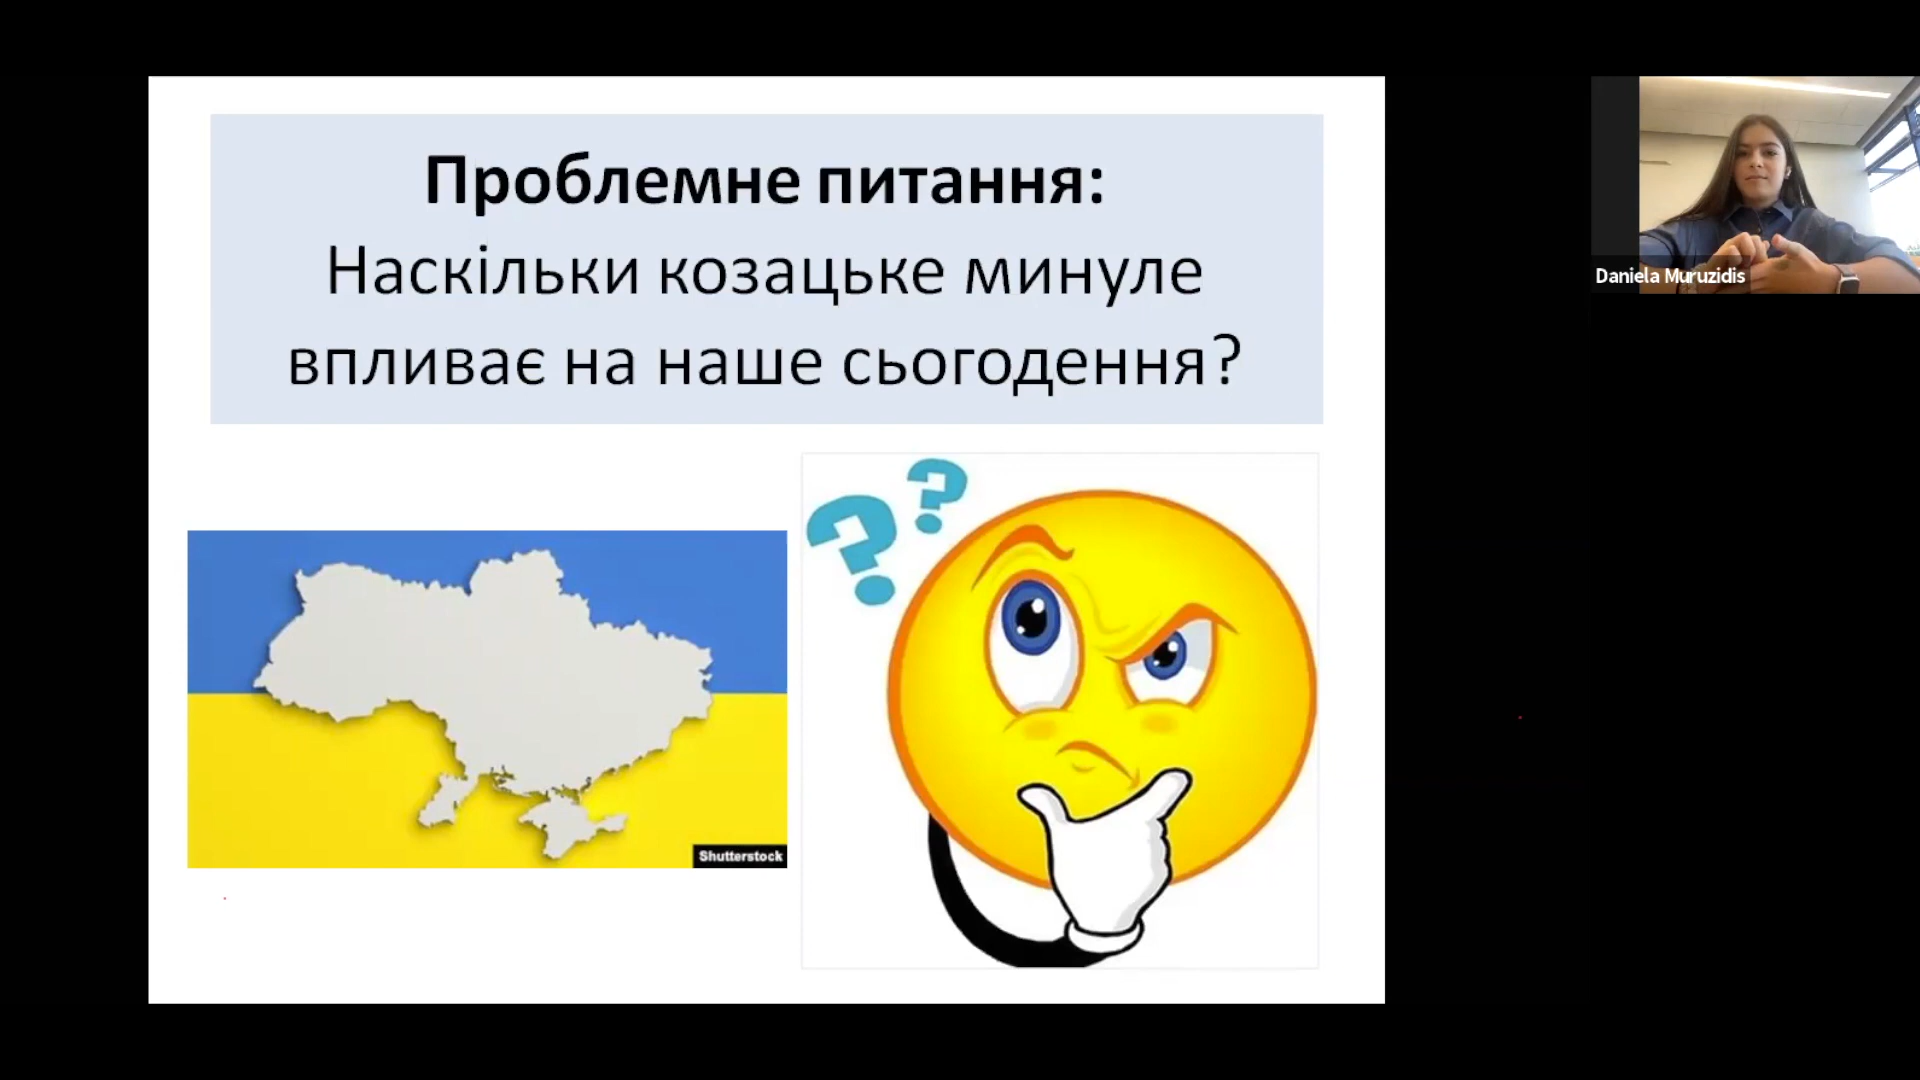 Проблемне питання:
Наскільки козацьке минуле
впливає на наше сьогодення?
Daniela Muruzidis
Shutterstock